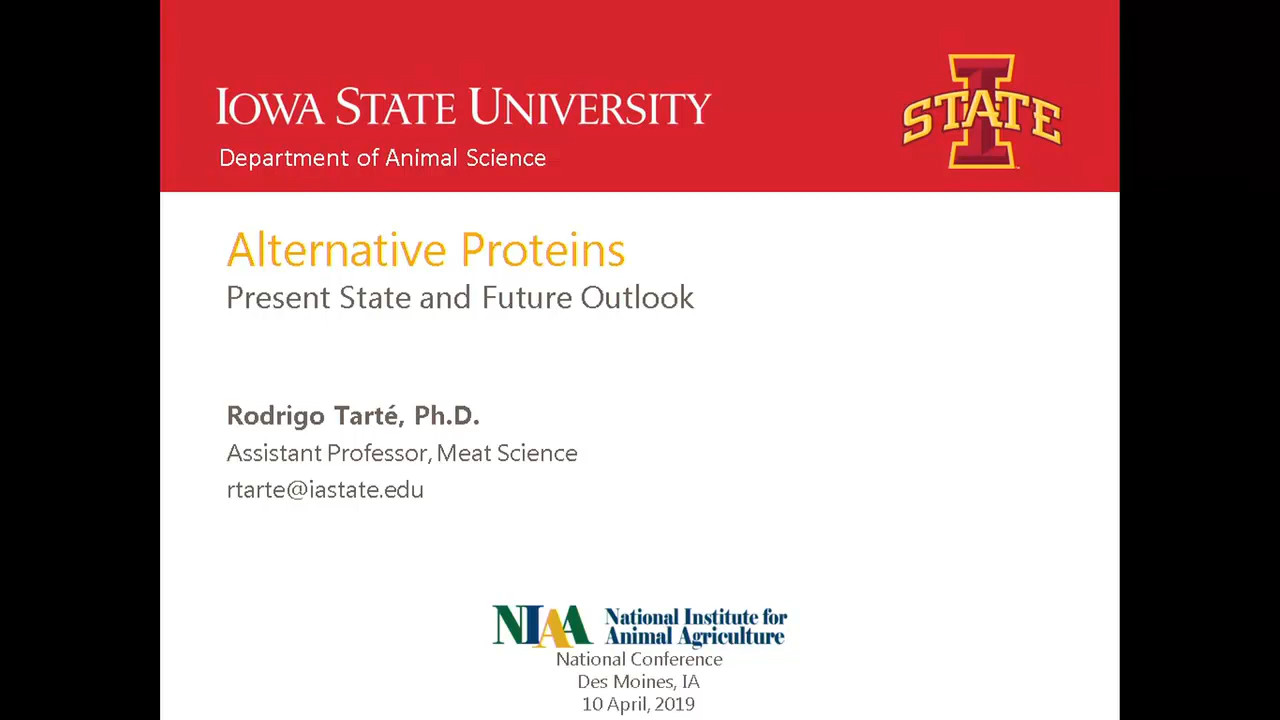 IOWA STATE UNIVERSITY
Department of Animal Science
I
STATE
Alternative Proteins
Present State and Future Outlook
Rodrigo Tarté, Ph.D.
Assistant Professor, Meat Science
rtarte@iastate.edu
NIAA National Institute for
Animal Agriculture
National Conference
Des Moines, IA
10 April, 2019